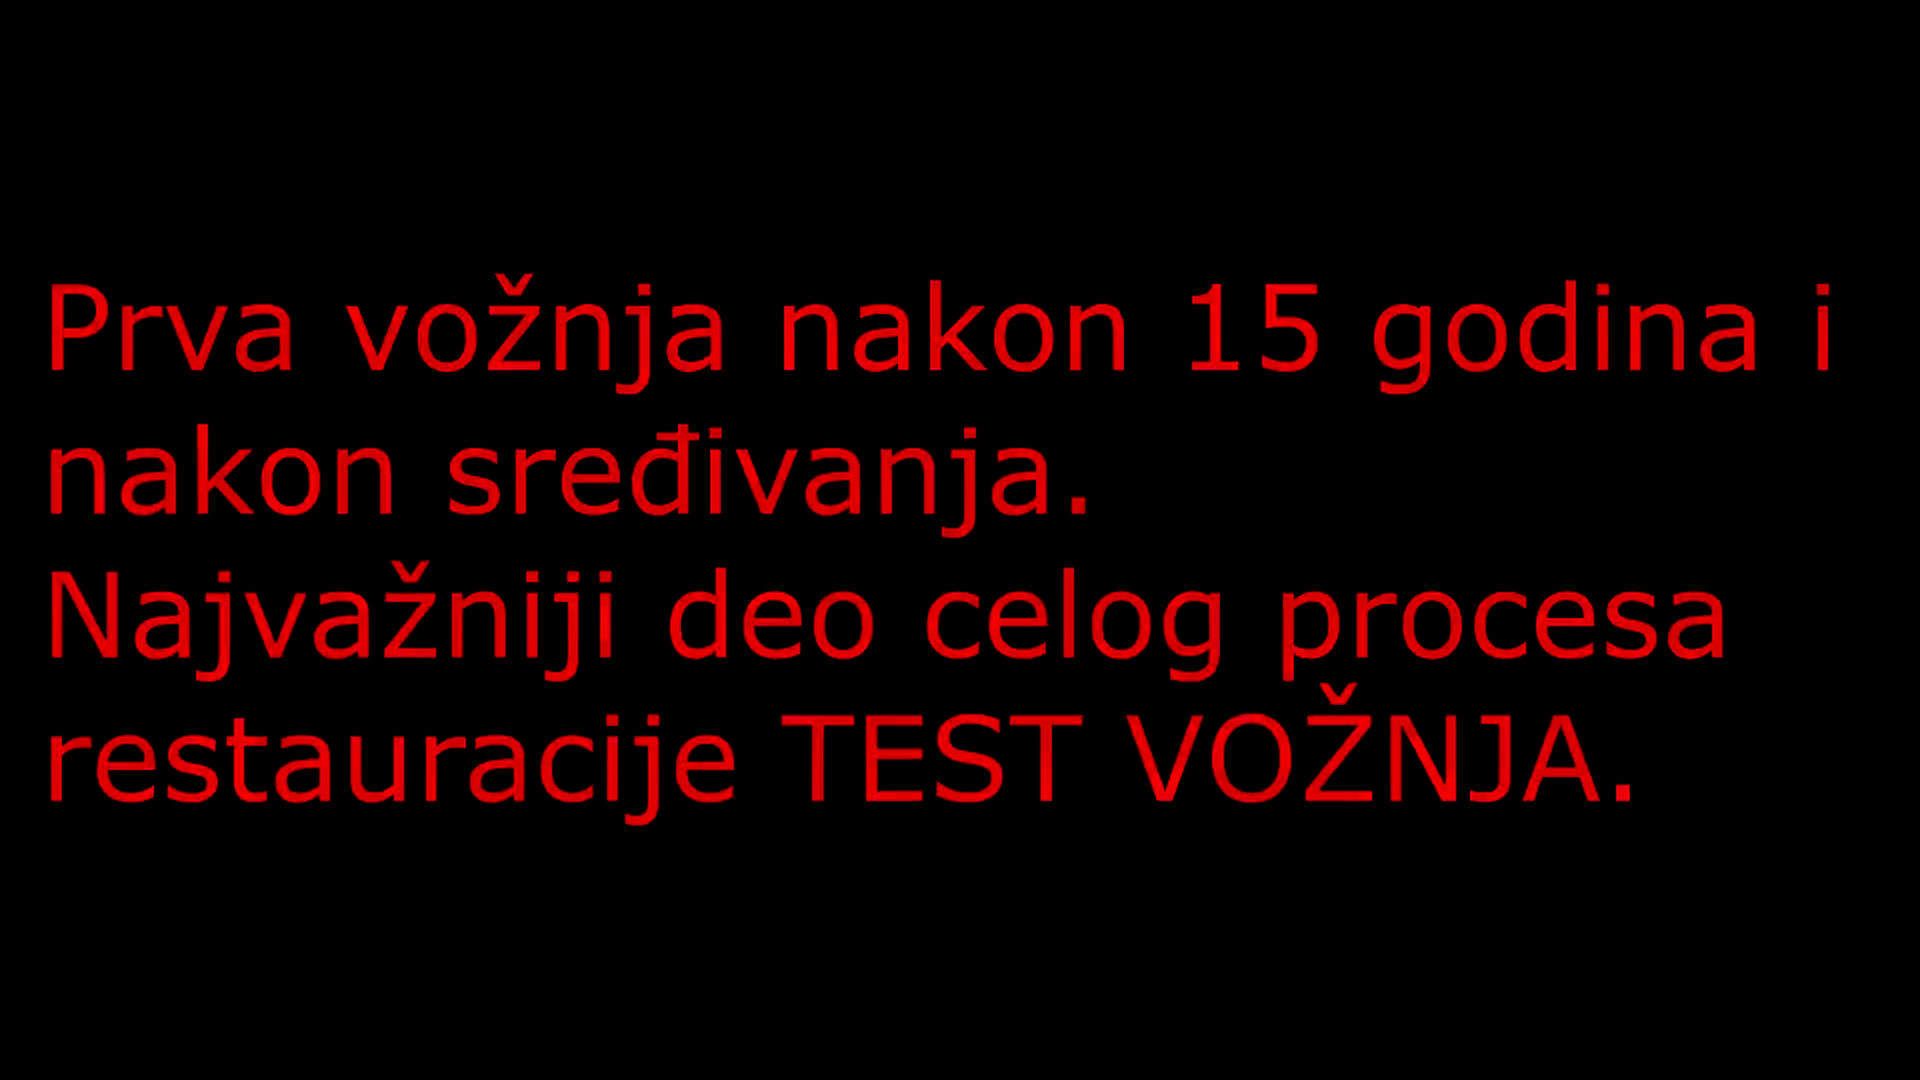 Prva vožnja nakon 15 godina i
nakon sređivanja.
Najvažniji deo celog procesa
restauracije TEST VOŽNJA.